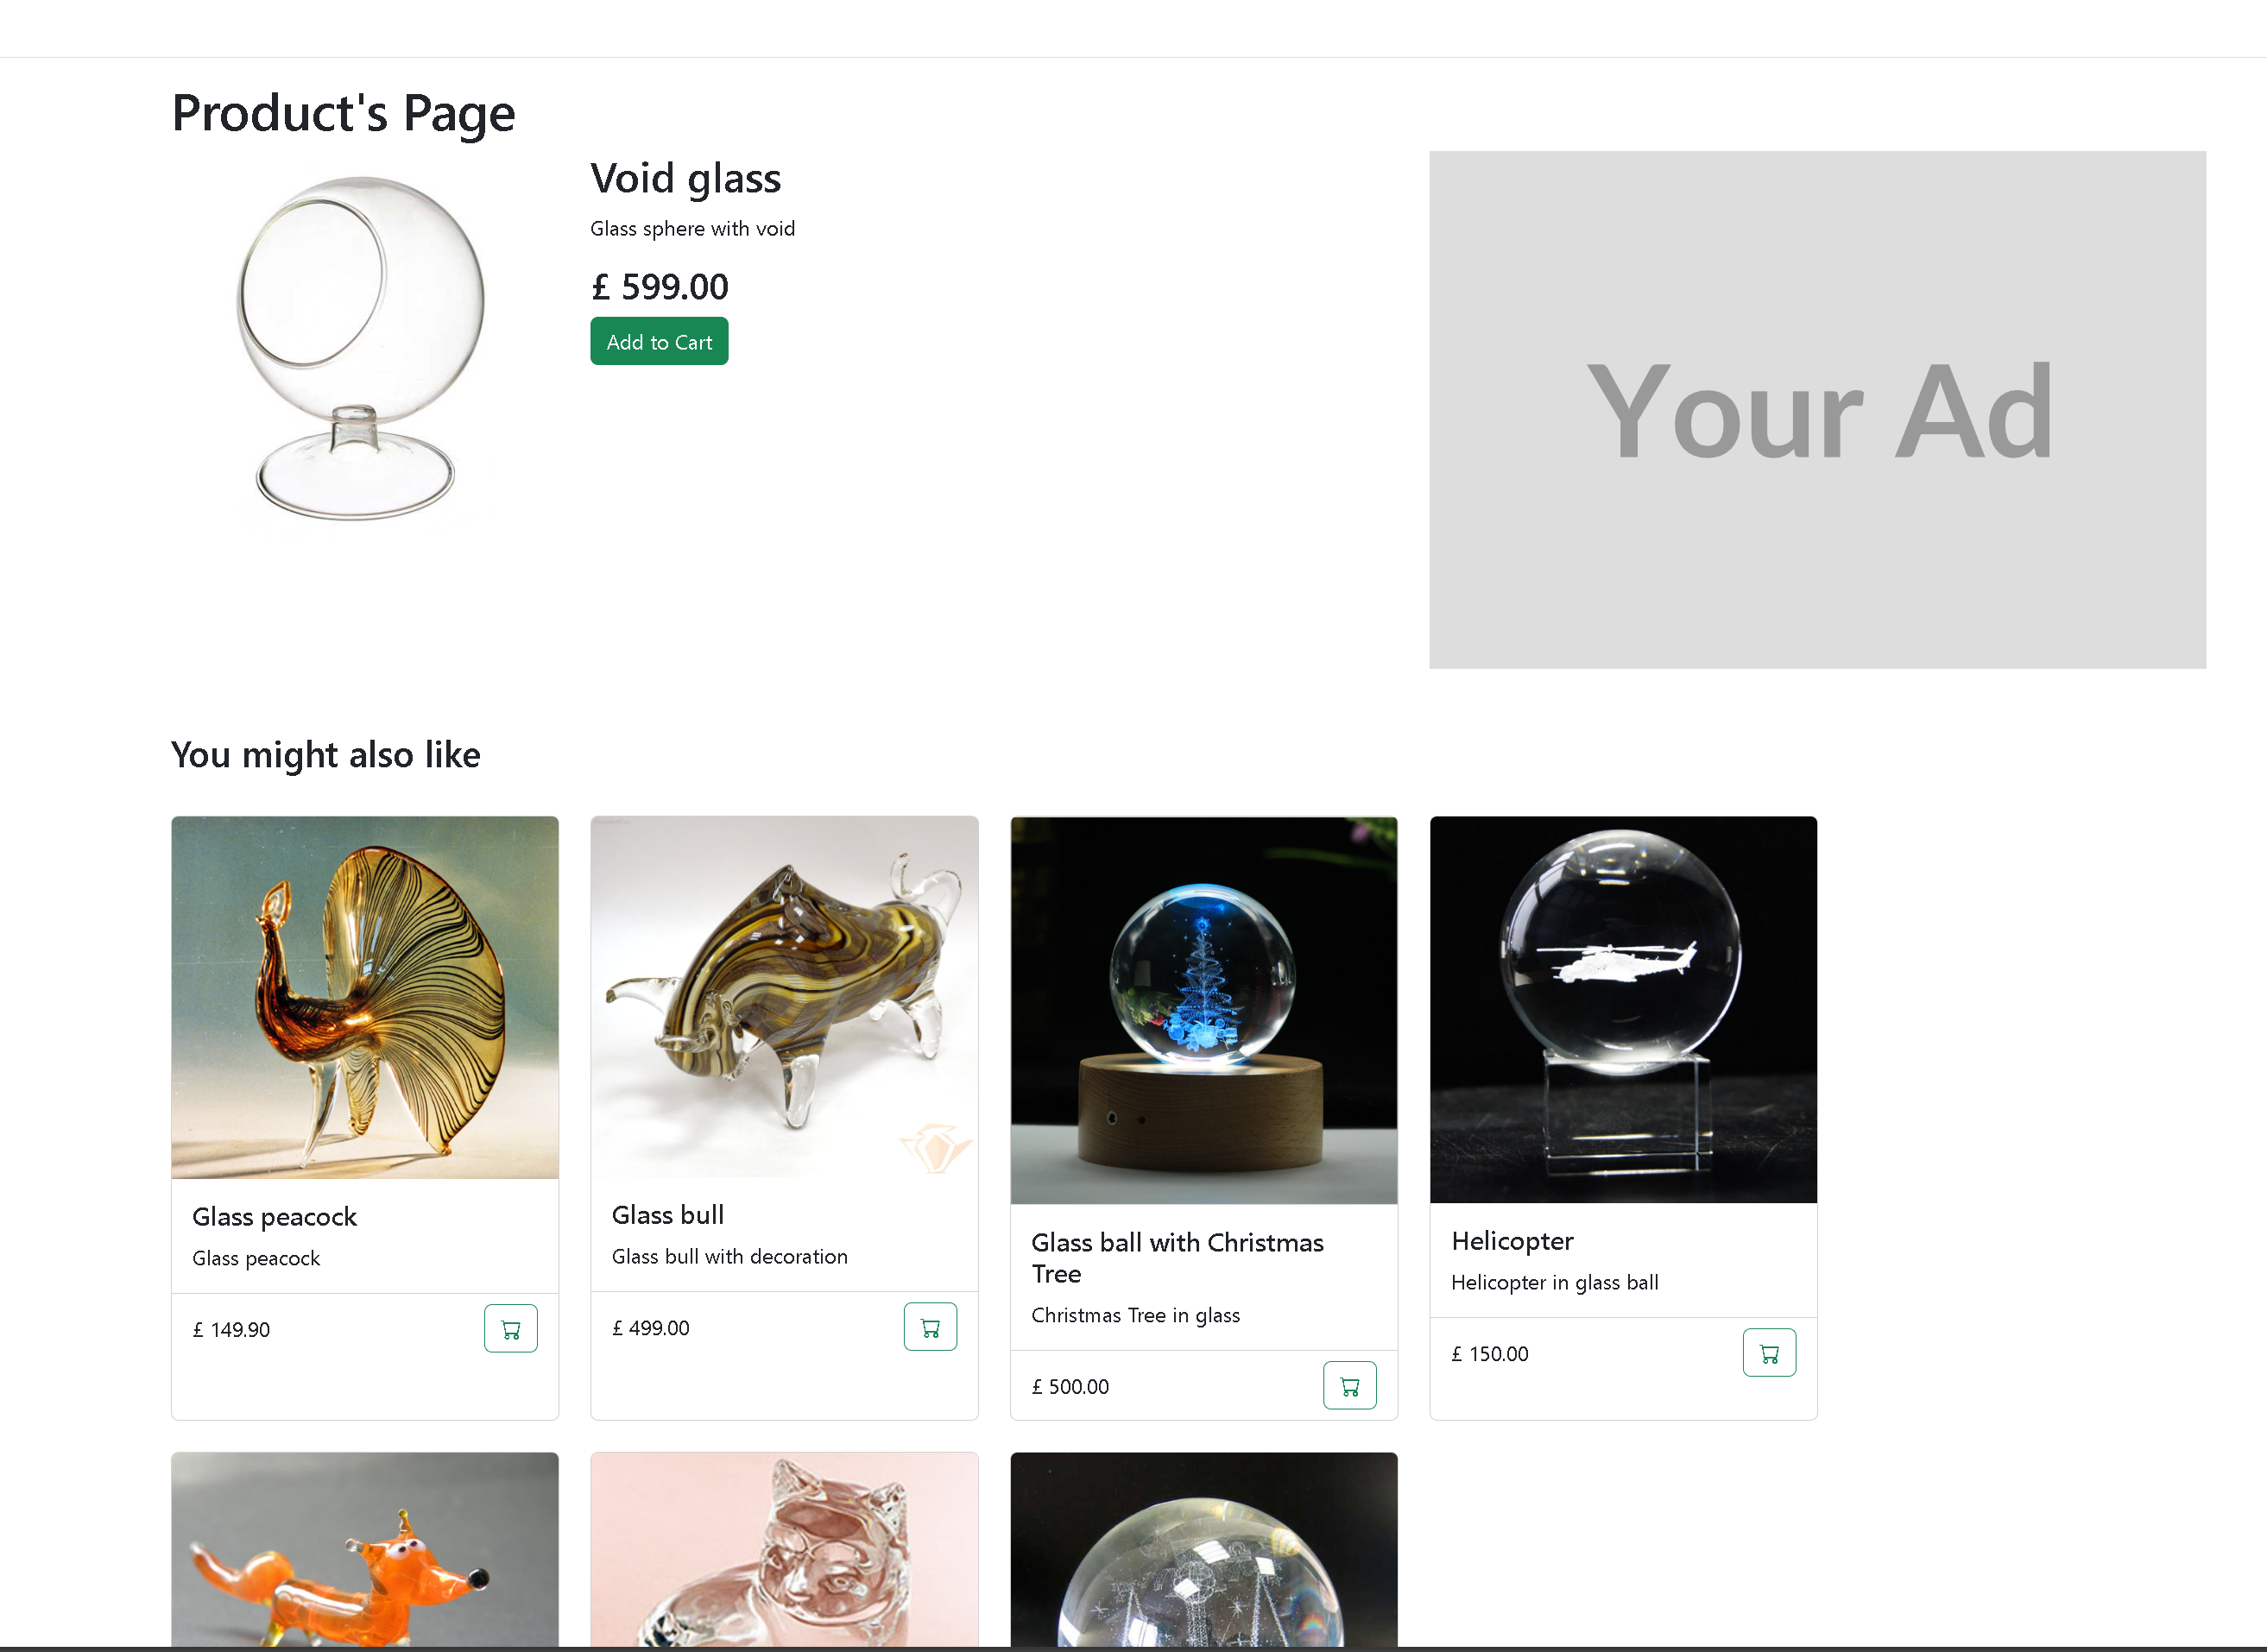 Product's Page
Void glass
Glass sphere with void
£ 599.00
Add to Cart
Your Ad
You might also like
Glass peacock
Glass peacock
£ 149.90
Glass bull
Glass bull with decoration
£ 499.00
Glass ball with Christmas
Tree
Christmas Tree in glass
£ 500.00
Helicopter
Helicopter in glass ball
£ 150.00